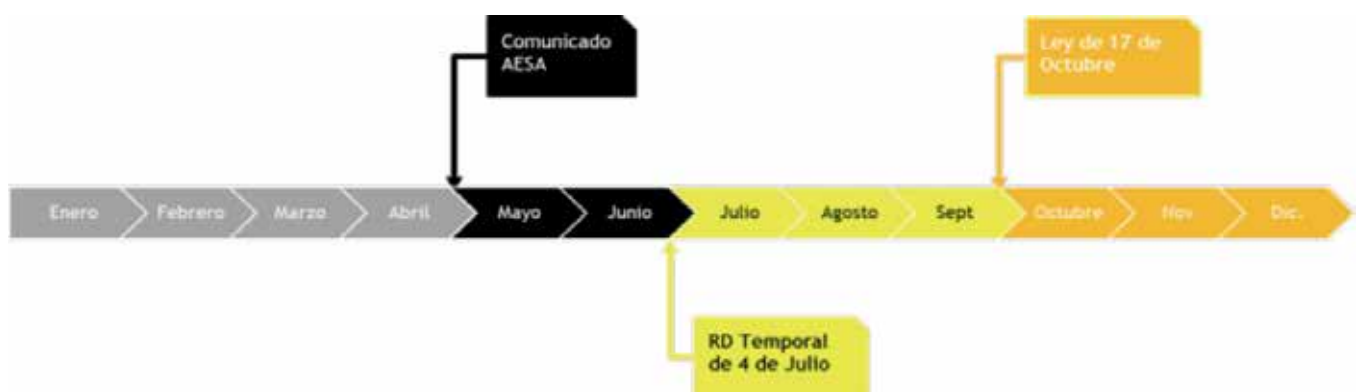 Comunicado
AESA
Ley de 17 de
Octubre
Enero Febrero Marzo Abril Mayo Junio Julio Agosto Sept Octubre Nov Dic.
RD Temporal
de 4 de Julio